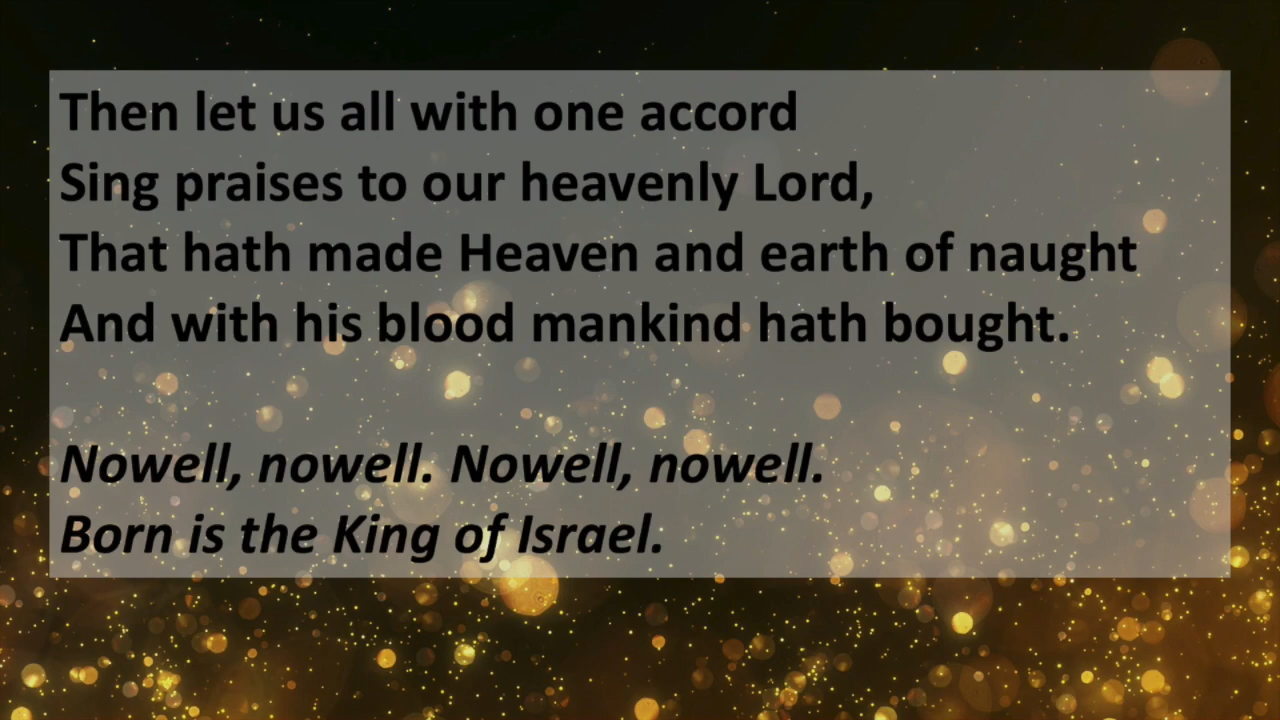 Then let us all with one accord
Sing praises to our heavenly Lord,
That hath made Heaven and earth of naught
And with his blood mankind hath bought.
Nowell, nowell. Nowell, nowell.
Born is the King of Israel.